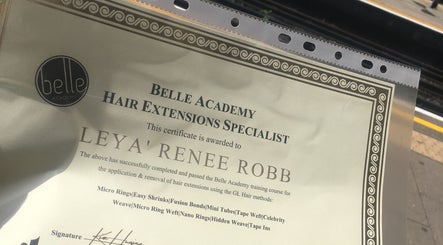 belle
BELLE ACADEMY
HAIR EXTENSIONS SPECIALIST
This certificate is awarded to
LEYA' RENEE ROBB
The above has successfully completed and passed the Belle Academy training course for
the application & removal of hair extensions using the GL Hair methods:
Micro Rings|Easy Shrinks|Fusion Bonds|Mini Tubes|Tape Weft|Celebrity
Weave|Micro Ring Weft|Nano Rings|Hidden Weave|Tape Ins
Signature